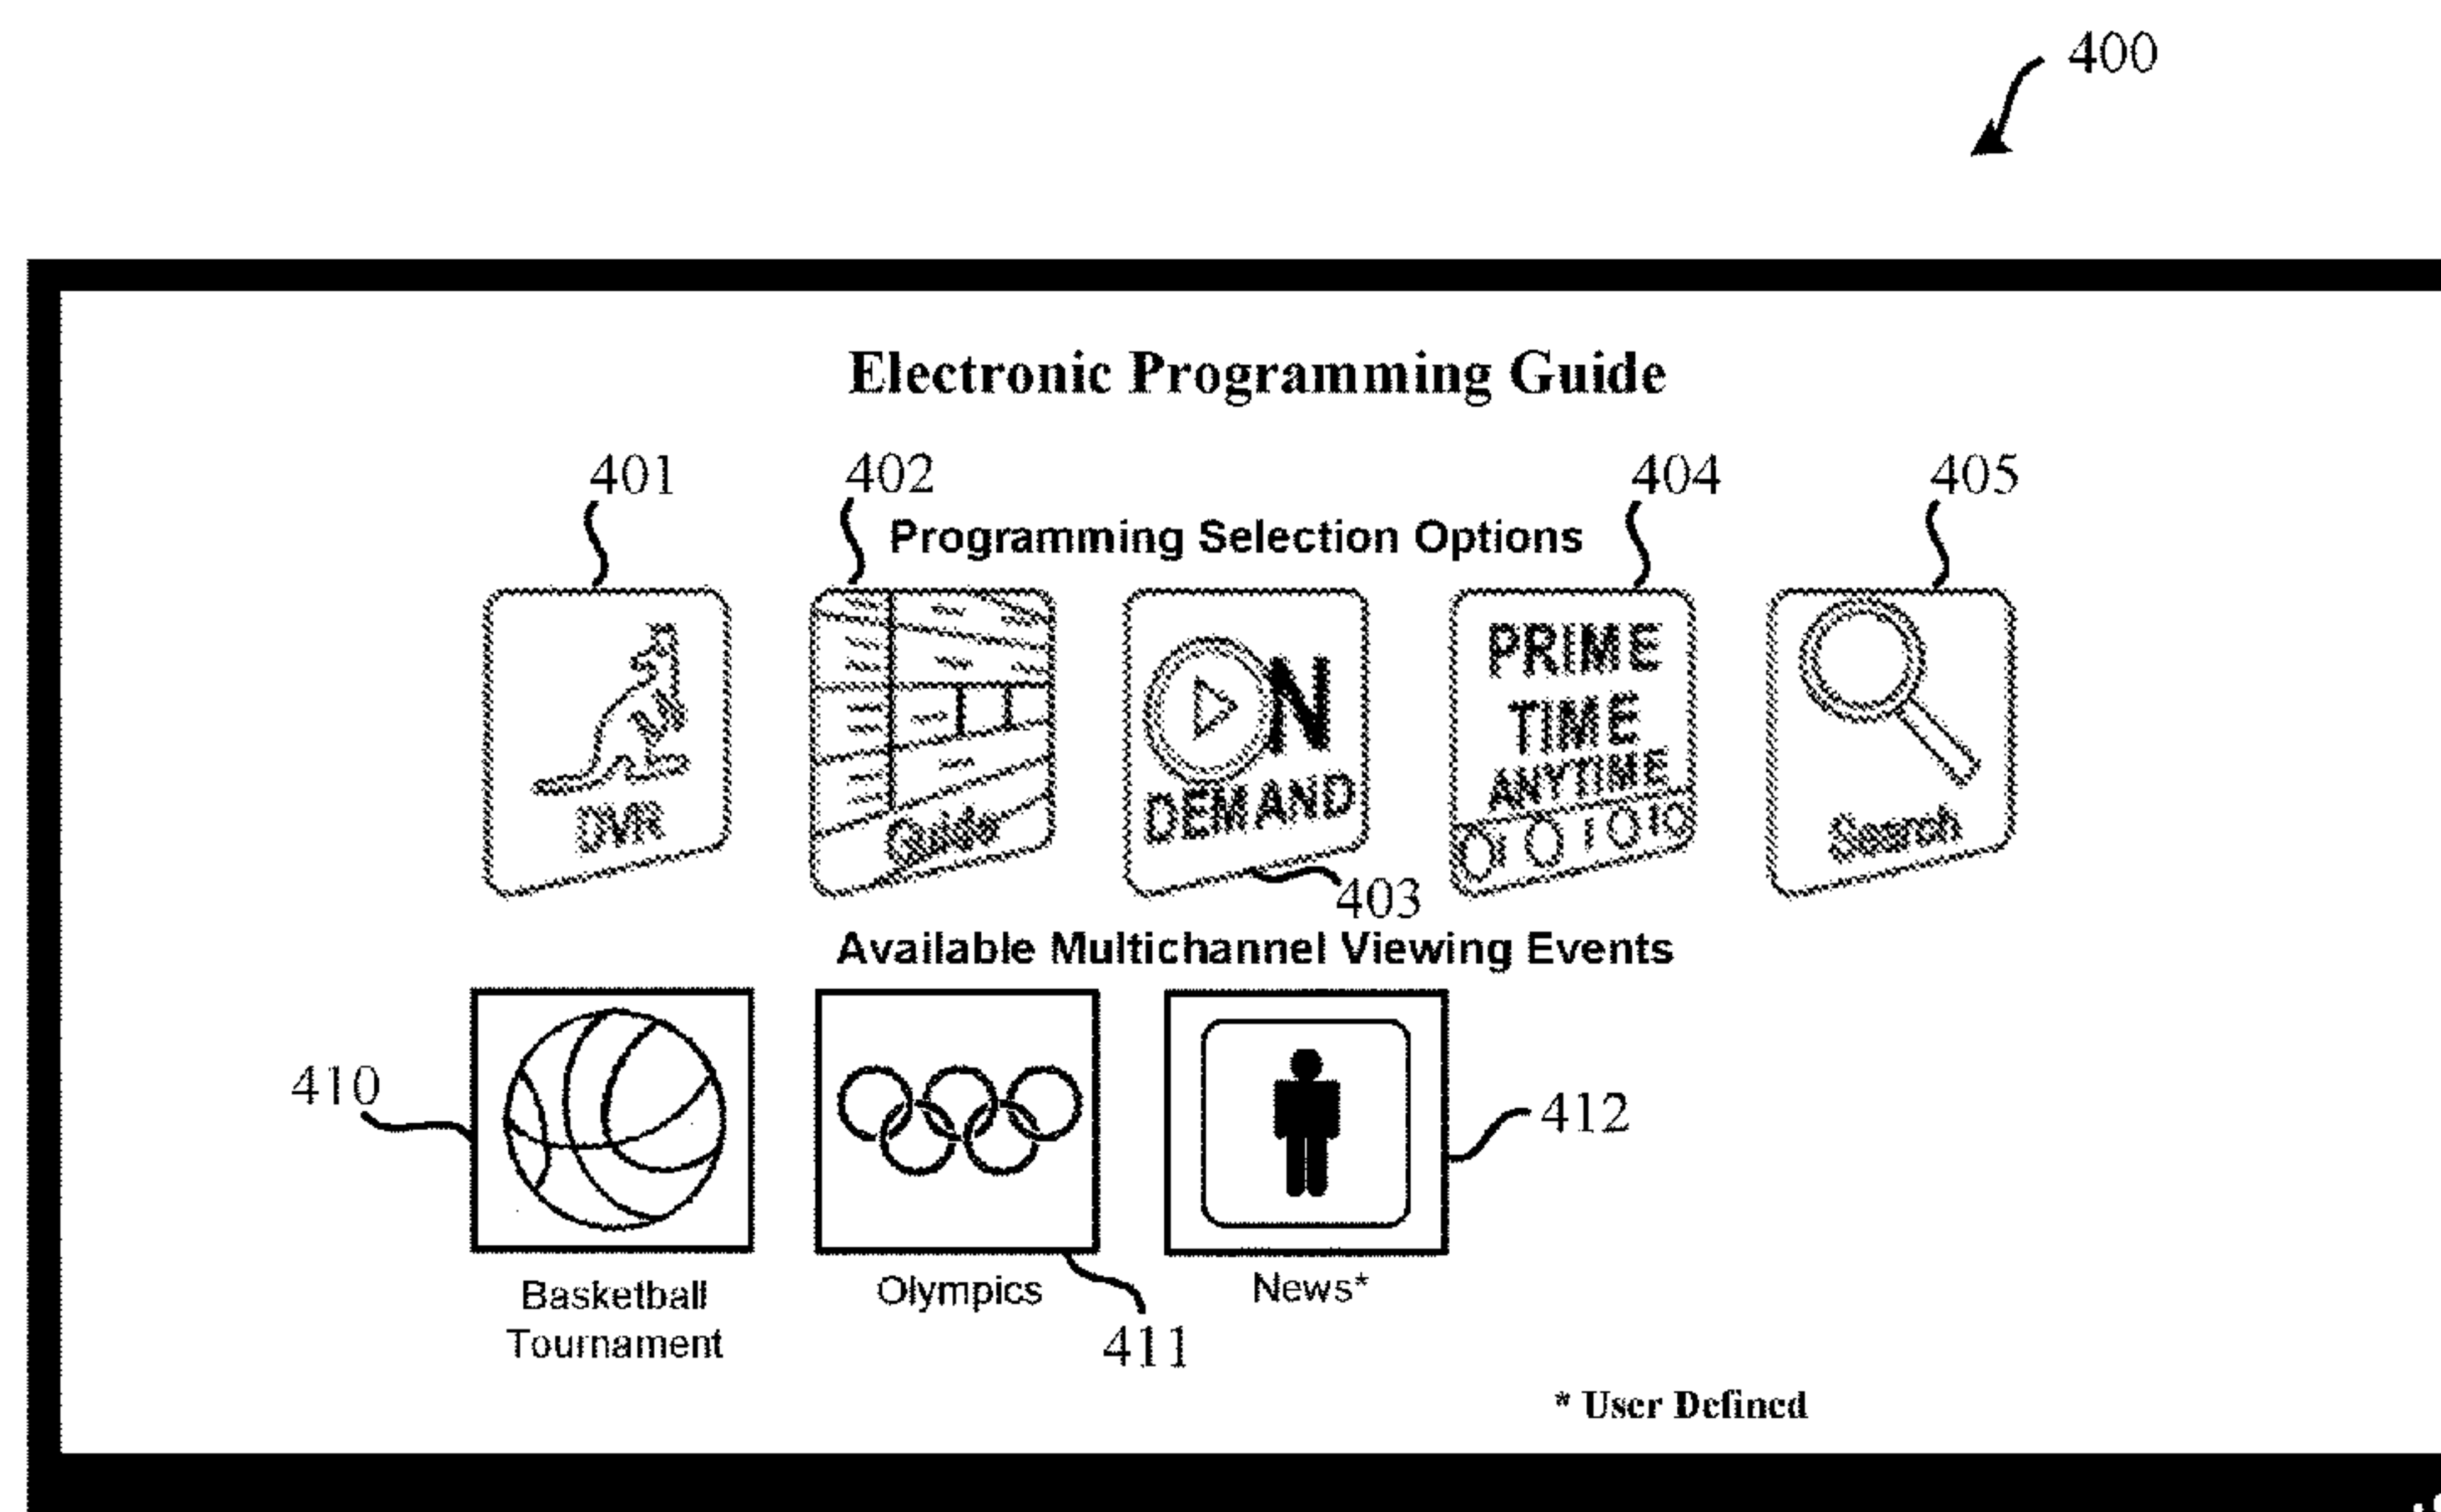 400
Electronic Programming Guide
401 402 404 405
Programming Selection Options
DVR
Guide
ON
DEMAND
PRIME
TIME
ANYTIME
Search
403
Available Multichannel Viewing Events
410
411
412
Basketball
Tournament
Olympics
News*
* User Defined